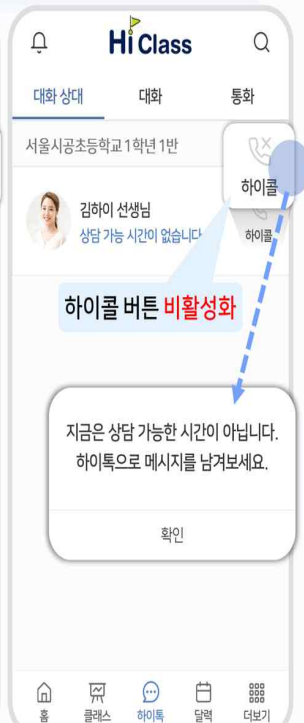 Hi Class
대화 상대 대화 통화
서울시공초등학교 1학년 1반
하이콜
김하이 선생님
상담 가능 시간이 없습니다
하이콜
하이콜 버튼 비활성화
지금은 상담 가능한 시간이 아닙니다.
하이톡으로 메시지를 남겨보세요.
확인
홈 클래스 하이톡 달력 더보기